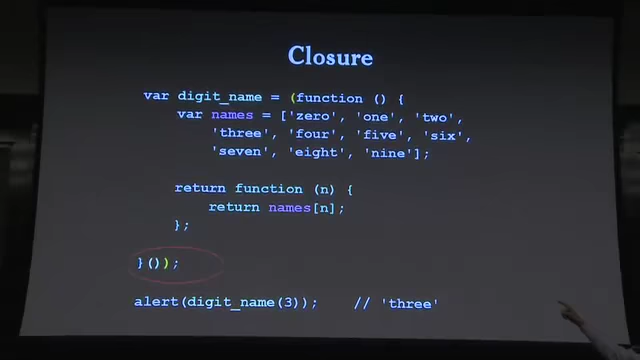 Closure
var digit_name = (function () {
var names = ['zero', 'one', 'two',
'three', 'four', 'five', 'six',
'seven', 'eight', 'nine'];
return function (n) {
return names[n];
};
}());
alert(digit_name(3)); // 'three'